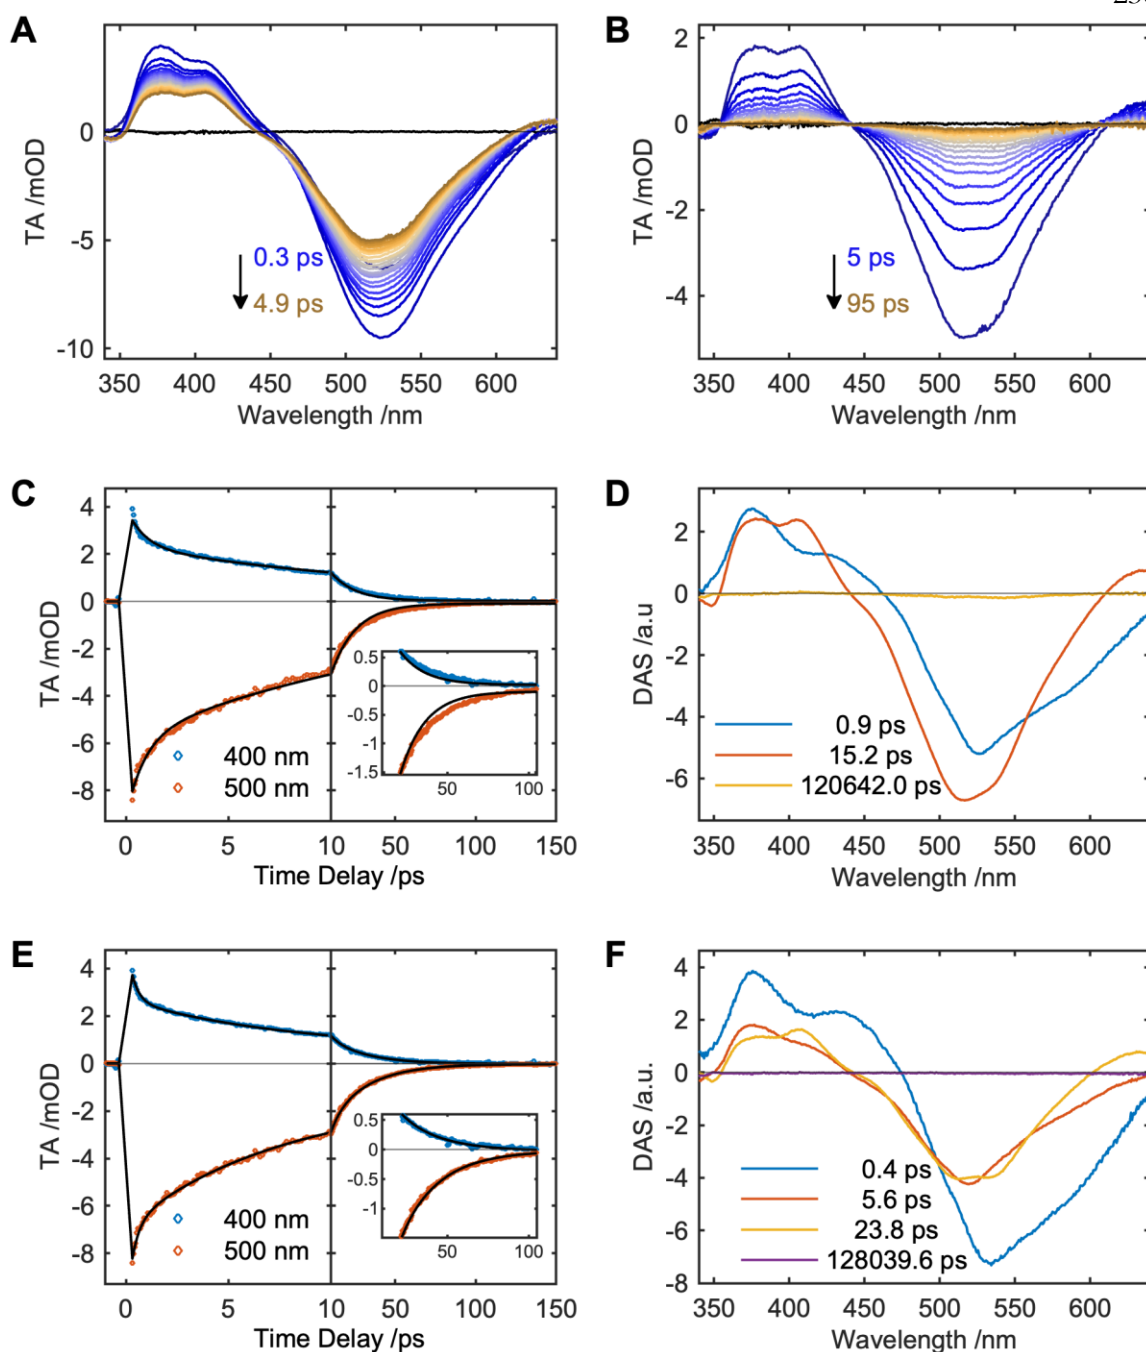 A
B
TA /mOD
0
-5
-10
0.3 ps
4.9 ps
350 400 450 500 550 600
Wavelength /nm
TA /mOD
2
0
-2
-4
5 ps
95 ps
350 400 450 500 550 600
Wavelength /nm
C
D
TA /mOD
4
2
0
-2
-4
-6
-8
0.5
0
-0.5
-1
-1.5
50 100
400 nm
500 nm
0 5 10 50 100 150
Time Delay /ps
DAS /a.u
2
0
-2
-4
-6
0.9 ps
15.2 ps
120642.0 ps
350 400 450 500 550 600
Wavelength /nm
E
F
TA /mOD
4
2
0
-2
-4
-6
-8
0.5
0
-0.5
-1
50 100
400 nm
500 nm
0 5 10 50 100 150
Time Delay /ps
DAS /a.u.
4
2
0
-2
-4
-6
-8
0.4 ps
5.6 ps
23.8 ps
128039.6 ps
350 400 450 500 550 600
Wavelength /nm